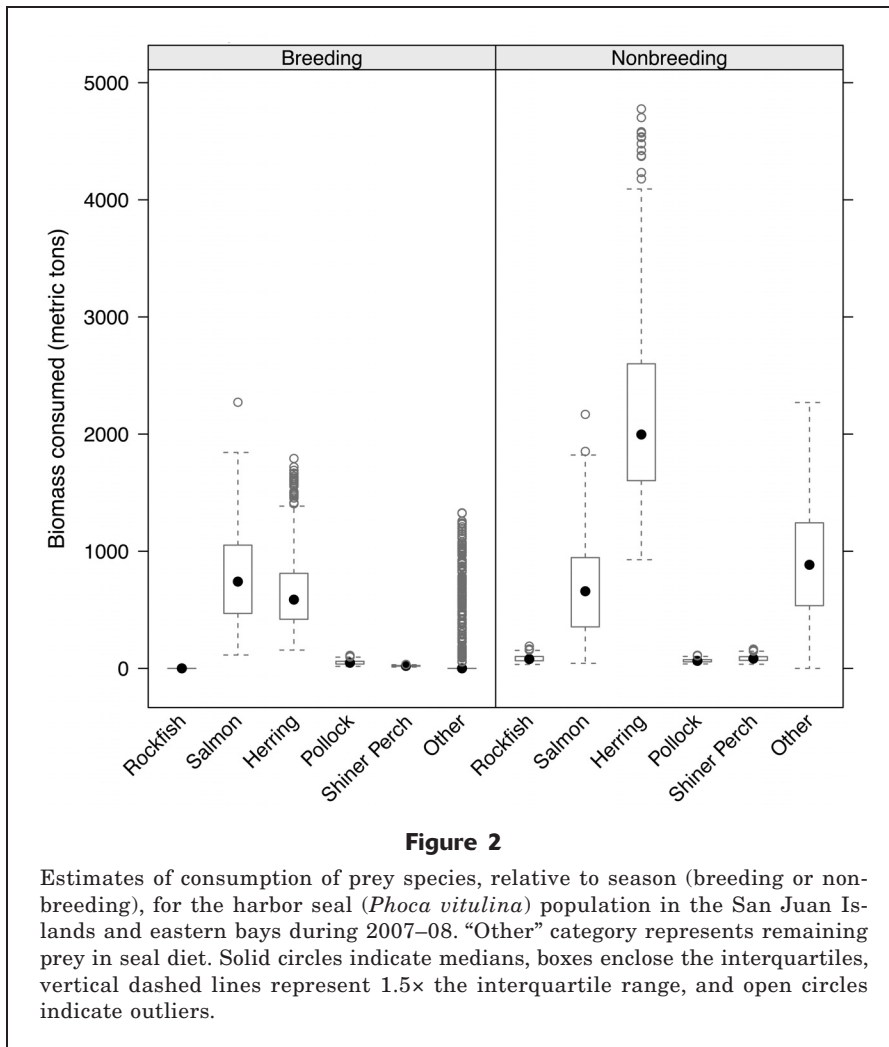 Breeding Nonbreeding
5000
4000
3000
2000
1000
0
Biomass consumed (metric tons)
Rockfish Salmon Herring Pollock Shiner Perch Other Rockfish Salmon Herring Pollock Shiner Perch Other
Figure 2
Estimates of consumption of prey species, relative to season (breeding or non-
breeding), for the harbor seal (Phoca vitulina) population in the San Juan Is-
lands and eastern bays during 2007–08. “Other” category represents remaining
prey in seal diet. Solid circles indicate medians, boxes enclose the interquartiles,
vertical dashed lines represent 1.5× the interquartile range, and open circles
indicate outliers.